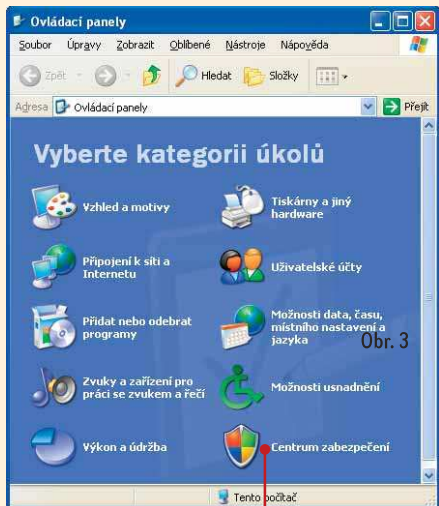 Ovládací panely
Soubor Úpravy Zobrazit Oblíbené Nástroje Nápověda
Zpět Hledat Složky
Adresa Ovládací panely Přejít
Vyberte kategorii úkolů
Vzhled a motivy
Tiskárny a jiný
hardware
Připojení k síti a
Internetu
Uživatelské účty
Přidat nebo odebrat
programy
Možnosti data, času,
místního nastavení a
jazyka
Obr. 3
Zvuky a zařízení pro
práci se zvukem a řečí
Možnosti usnadnění
Výkon a údržba
Centrum zabezpečení
Tento počítač